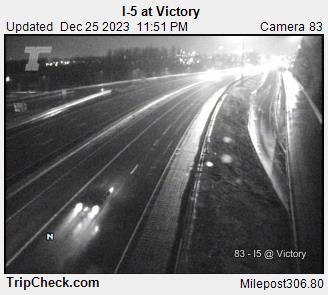 I-5 at Victory
Updated Dec 25 2023 11:51 PM Camera 83
T
N
83 - I5 @ Victory
TripCheck.com Milepost306.80